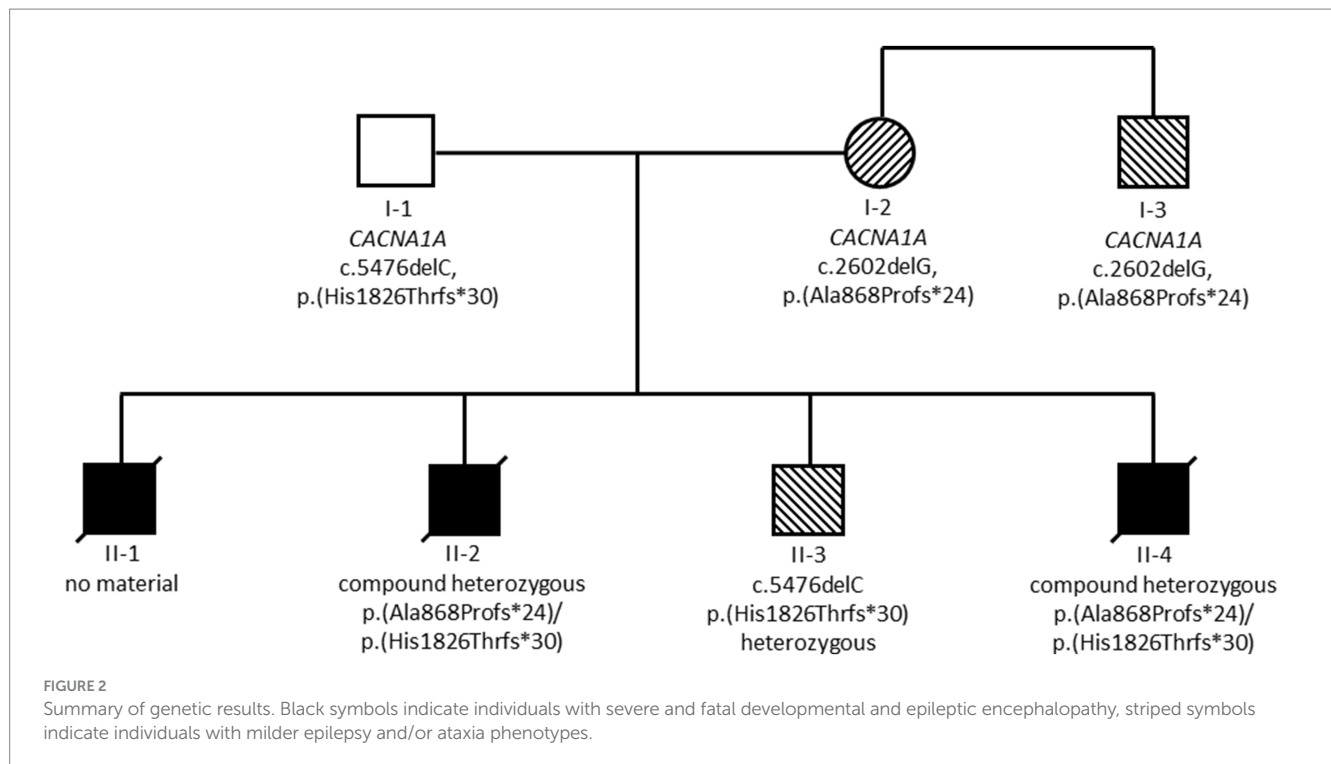 I-1
CACNA1A
c.5476delC,
p.(His1826Thrfs*30)
I-2
CACNA1A
c.2602delG,
p.(Ala868Profs*24)
I-3
CACNA1A
c.2602delG,
p.(Ala868Profs*24)
II-1
no material
II-2
compound heterozygous
p.(Ala868Profs*24)/
p.(His1826Thrfs*30)
II-3
c.5476delC
p.(His1826Thrfs*30)
heterozygous
II-4
compound heterozygous
p.(Ala868Profs*24)/
p.(His1826Thrfs*30)
FIGURE 2
Summary of genetic results. Black symbols indicate individuals with severe and fatal developmental and epileptic encephalopathy, striped symbols
indicate individuals with milder epilepsy and/or ataxia phenotypes.